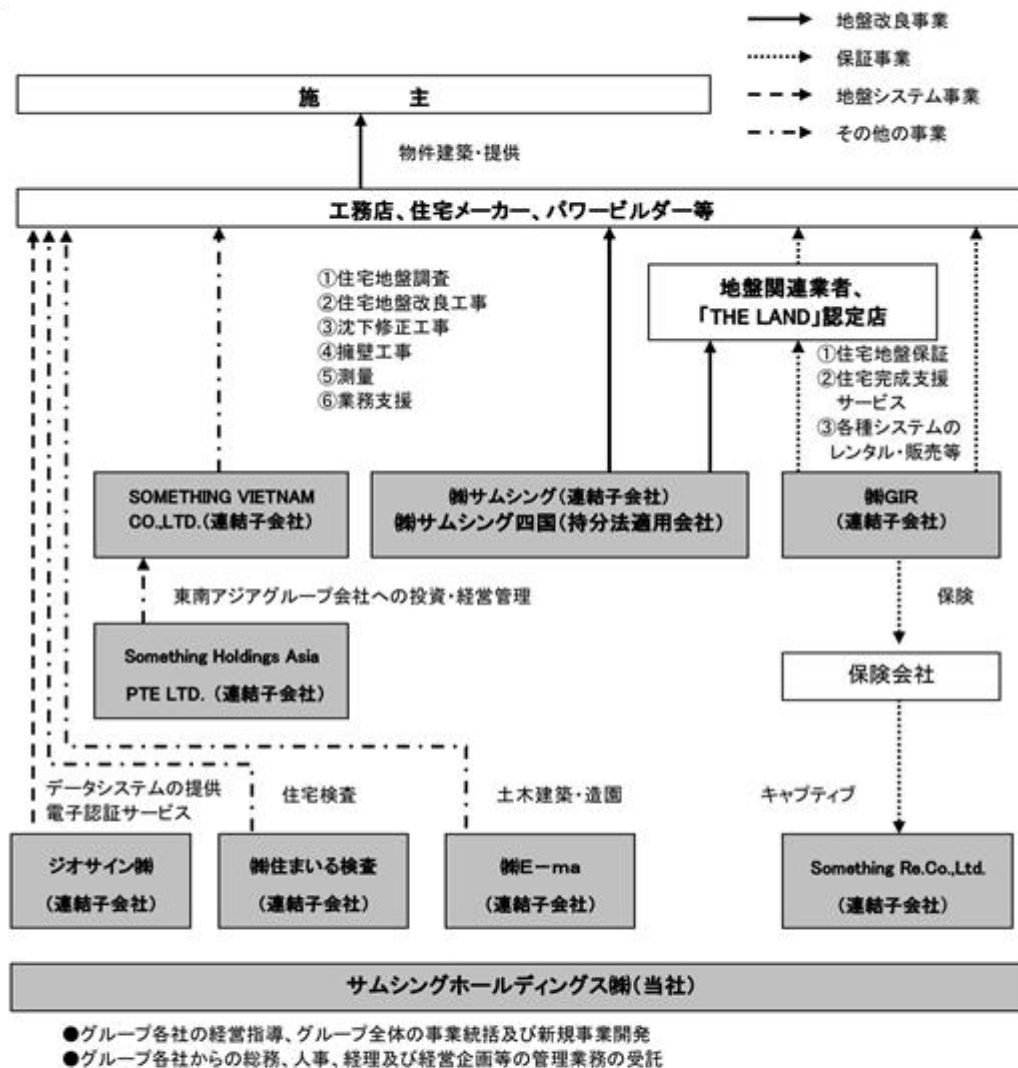 地盤改良事業
保証事業
地盤システム事業
その他の事業
施 主
物件建築・提供
工務店、住宅メーカー、パワービルダー等
①住宅地盤調査
②住宅地盤改良工事
③沈下修正工事
④擁壁工事
⑤測量
⑥業務支援
地盤関連業者、
「THE LAND」認定店
①住宅地盤保証
②住宅完成支援
サービス
③各種システムの
レンタル・販売等
SOMETHING VIETNAM
CO.,LTD.(連結子会社)
㈱サムシング(連結子会社)
㈱サムシング四国(持分法適用会社)
㈱GIR
(連結子会社)
東南アジアグループ会社への投資・経営管理
保険
Something Holdings Asia
PTE LTD. (連結子会社)
保険会社
データシステムの提供
電子認証サービス
住宅検査
土木建築・造園
キャプティブ
ジオサイン㈱
(連結子会社)
㈱住まいる検査
(連結子会社)
㈱E－ma
(連結子会社)
Something Re.Co.,Ltd.
(連結子会社)
サムシングホールディングス㈱(当社)
●グループ各社の経営指導、グループ全体の事業統括及び新規事業開発
●グループ各社からの総務、人事、経理及び経営企画等の管理業務の受託